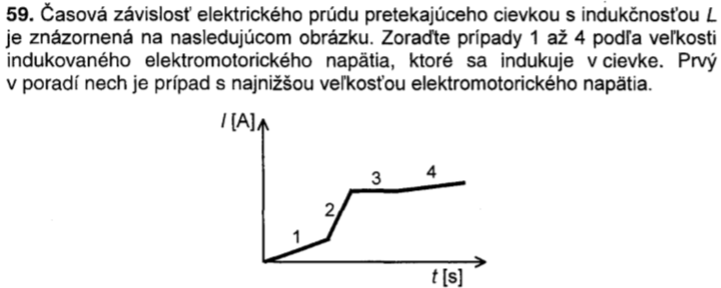 59. Časová závislosť elektrického prúdu pretekajúceho cievkou s indukčnosťou L
je znázornená na nasledujúcom obrázku. Zoraďte prípady 1 až 4 podľa veľkosti
indukovaného elektromotorického napätia, ktoré sa indukuje v cievke. Prvý
v poradí nech je prípad s najnižšou veľkosťou elektromotorického napätia.
I [A]
3
4
2
1
t [s]